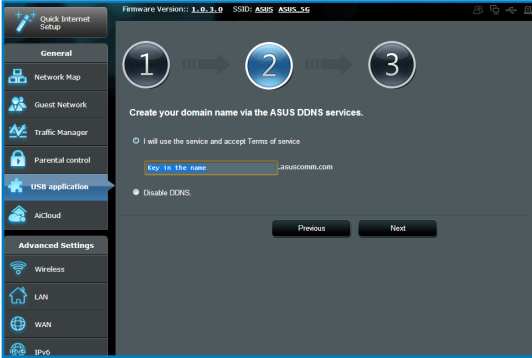 Quick Internet
Setup
Firmware Version:: 1.0.3.0 SSID: ASUS ASUS_5G
General
Network Map
Guest Network
Traffic Manager
Parental control
USB application
AiCloud
Advanced Settings
Wireless
LAN
WAN
IPv6
1
2
3
Create your domain name via the ASUS DDNS services.
I will use the service and accept Terms of service
Key in the name .asuscomm.com
Disable DDNS.
Previous Next